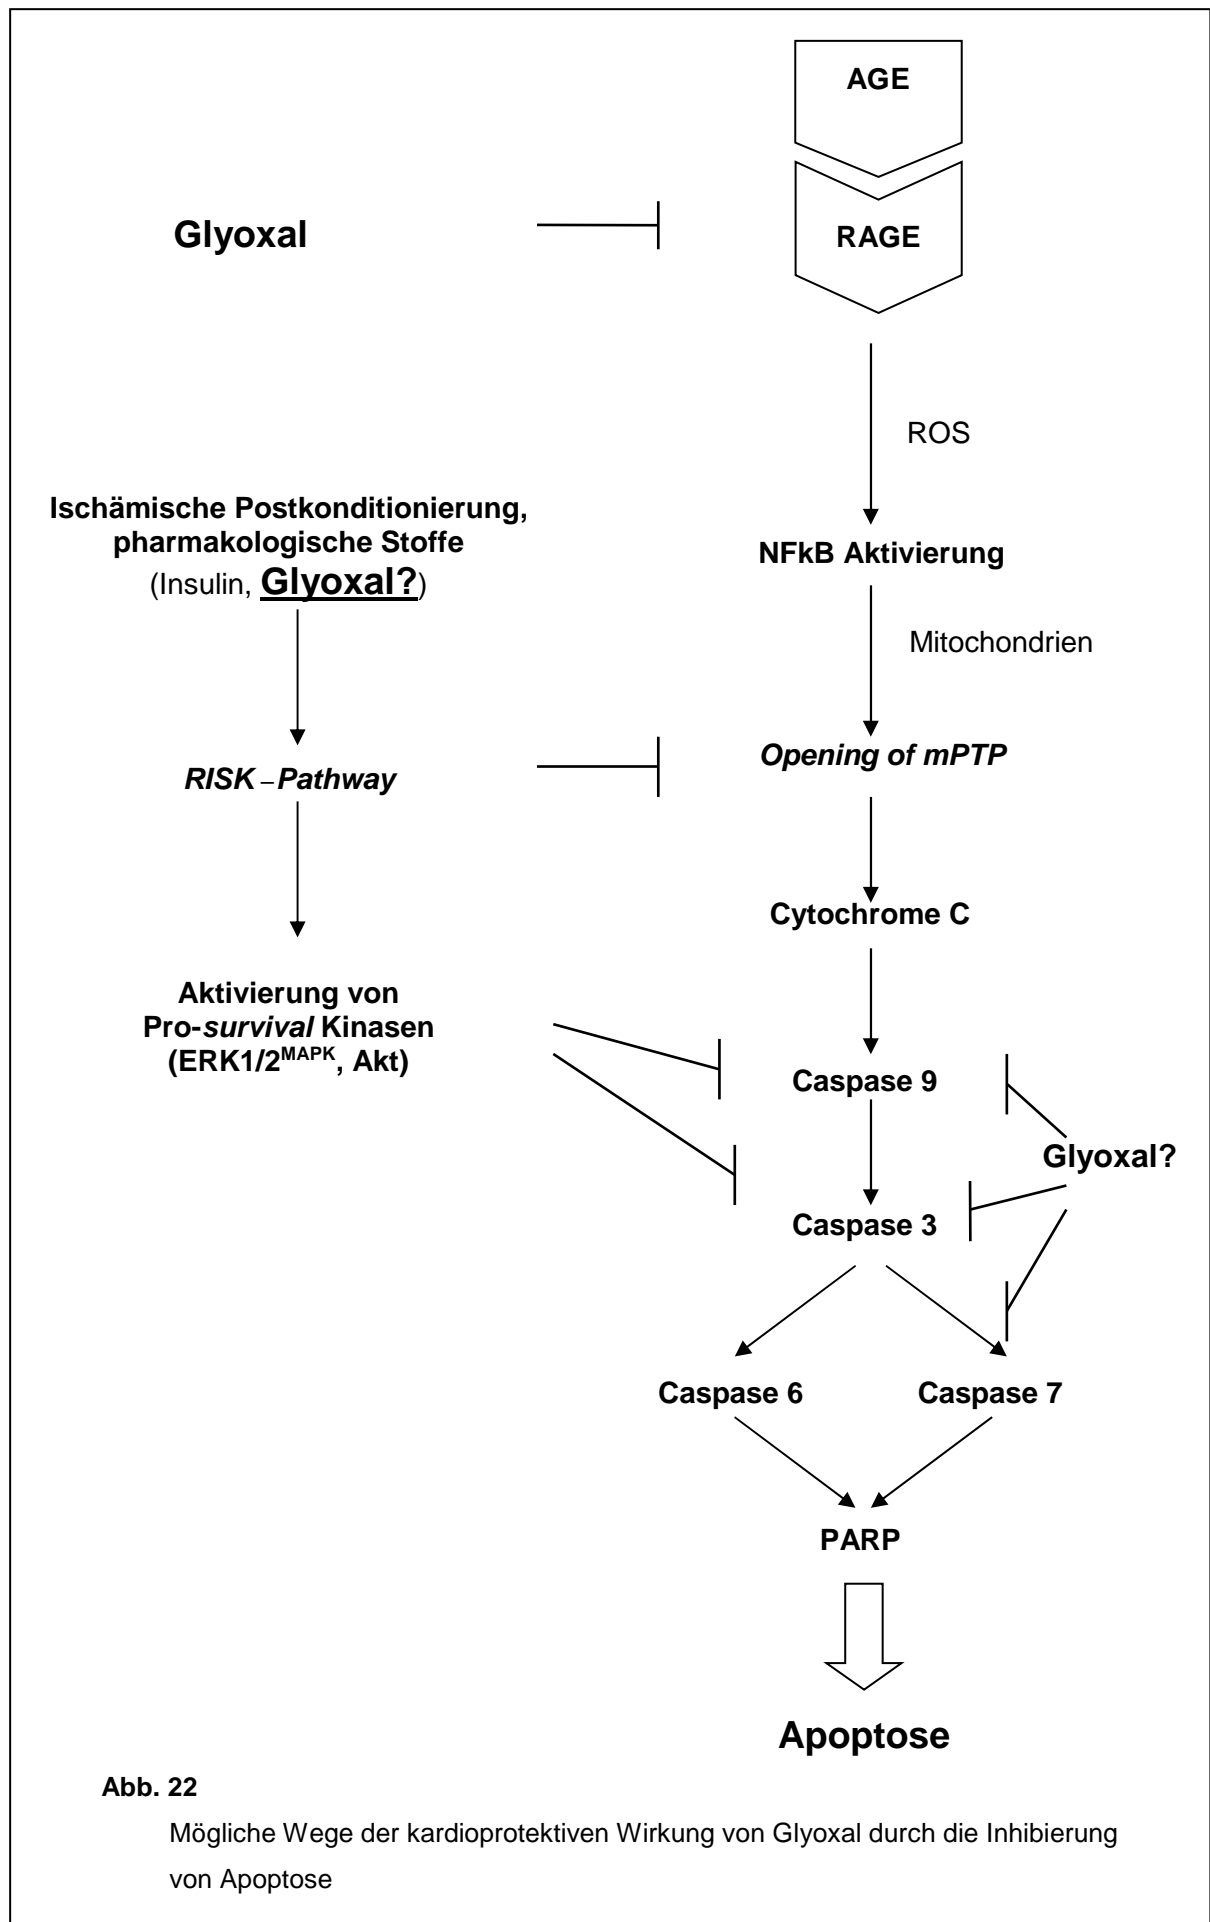 AGE
Glyoxal
RAGE
ROS
Ischämische Postkonditionierung,
pharmakologische Stoffe
(Insulin, Glyoxal?)
NFkB Aktivierung
Mitochondrien
RISK – Pathway
Opening of mPTP
Cytochrome C
Aktivierung von
Pro-survival Kinasen
(ERK1/2MAPK, Akt)
Caspase 9
Glyoxal?
Caspase 3
Caspase 6
Caspase 7
PARP
Apoptose
Abb. 22
Mögliche Wege der kardioprotektiven Wirkung von Glyoxal durch die Inhibierung
von Apoptose